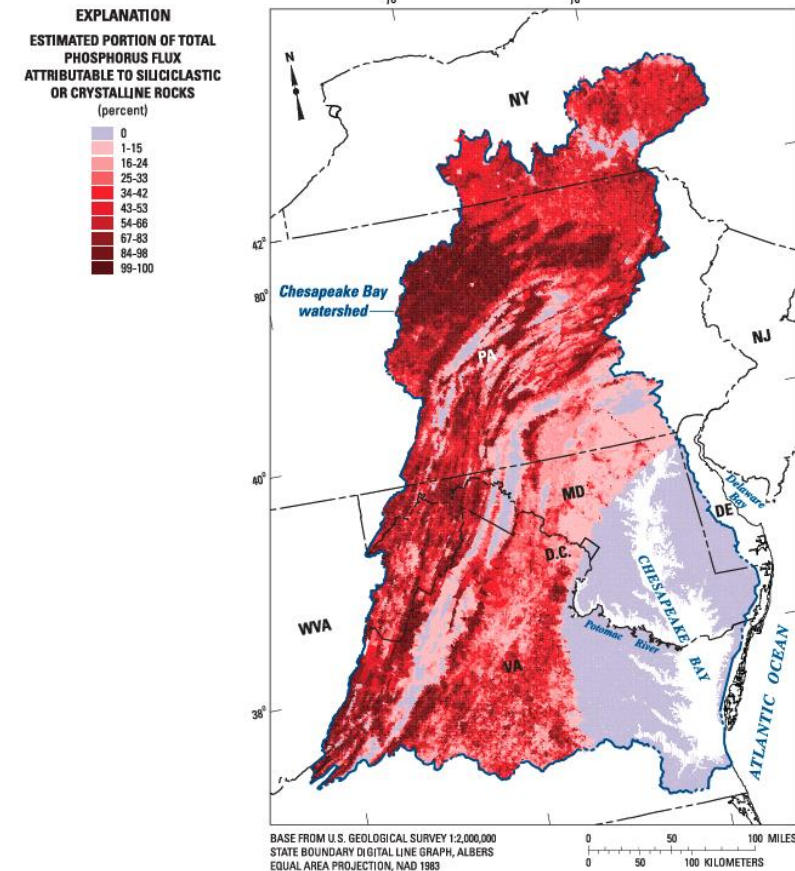 EXPLANATION
ESTIMATED PORTION OF TOTAL
PHOSPHORUS FLUX
ATTRIBUTABLE TO SILICICLASTIC
OR CRYSTALLINE ROCKS
(percent)
0
1-15
16-24
25-33
34-42
43-53
54-66
67-83
84-98
99-100
N
NY
42°
80°
Chesapeake Bay
watershed
PA
NJ
40°
MD
Delaware
Bay
DE
D.C.
CHESAPEAKE BAY
WVA
Potomac River
VA
ATLANTIC OCEAN
38°
BASE FROM U.S. GEOLOGICAL SURVEY 1:2,000,000
STATE BOUNDARY DIGITAL LINE GRAPH, ALBERS
EQUAL AREA PROJECTION, NAD 1983
0 50 100 MILES
0 50 100 KILOMETERS